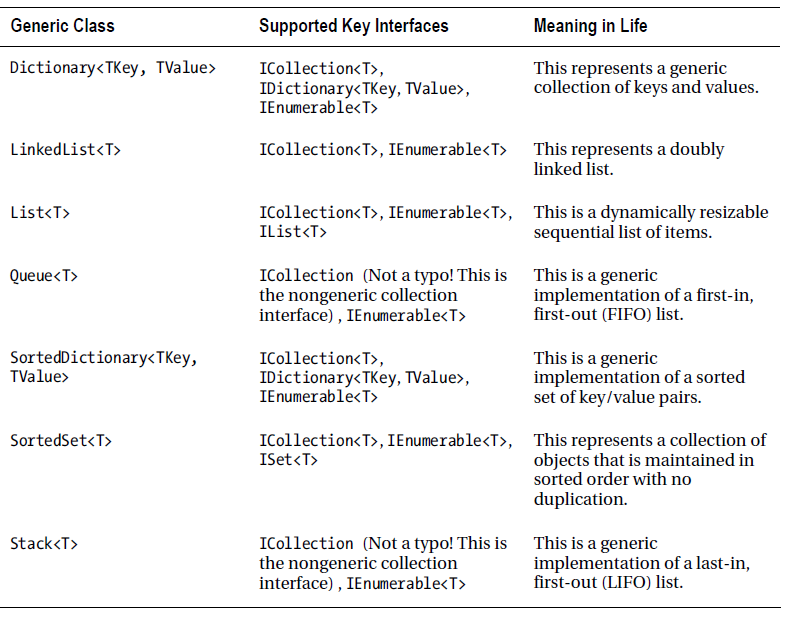 Generic Class Supported Key Interfaces Meaning in Life
Dictionary<TKey, TValue> ICollection<T>, This represents a generic
IDictionary<TKey, TValue>, collection of keys and values.
IEnumerable<T>
LinkedList<T> ICollection<T>, IEnumerable<T> This represents a doubly
linked list.
List<T> ICollection<T>, IEnumerable<T>, This is a dynamically resizable
IList<T> sequential list of items.
Queue<T> ICollection (Not a typo! This is This is a generic
the nongeneric collection implementation of a first-in,
interface) , IEnumerable<T> first-out (FIFO) list.
SortedDictionary<TKey, ICollection<T>, This is a generic
TValue> IDictionary<TKey, TValue>, implementation of a sorted
IEnumerable<T> set of key/value pairs.
SortedSet<T> ICollection<T>, IEnumerable<T>, This represents a collection of
ISet<T> objects that is maintained in
sorted order with no
duplication.
Stack<T> ICollection (Not a typo! This is This is a generic
the nongeneric collection implementation of a last-in,
interface) , IEnumerable<T> first-out (LIFO) list.